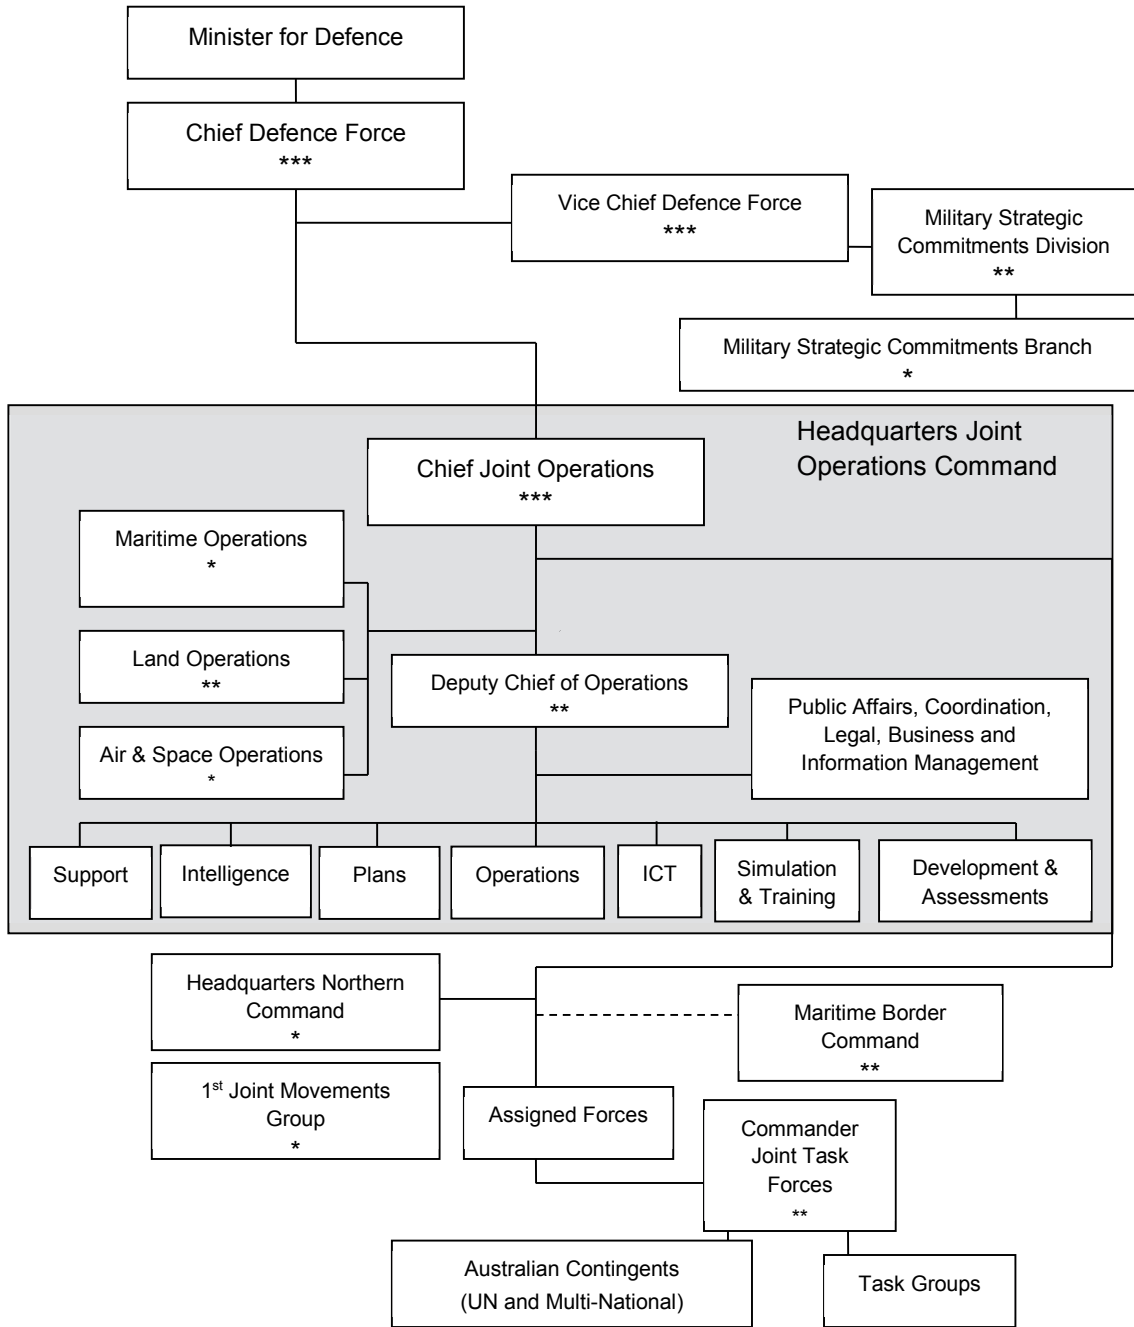 Minister for Defence
Chief Defence Force
***
Vice Chief Defence Force
***
Military Strategic
Commitments Division
**
Military Strategic Commitments Branch
*
Headquarters Joint
Operations Command
Chief Joint Operations
***
Maritime Operations
*
Land Operations
**
Air & Space Operations
*
Deputy Chief of Operations
**
Public Affairs, Coordination,
Legal, Business and
Information Management
Support
Intelligence
Plans
Operations
ICT
Simulation
& Training
Development &
Assessments
Headquarters Northern
Command
*
Maritime Border
Command
**
1st Joint Movements
Group
*
Assigned Forces
Commander
Joint Task
Forces
**
Australian Contingents
(UN and Multi-National)
Task Groups